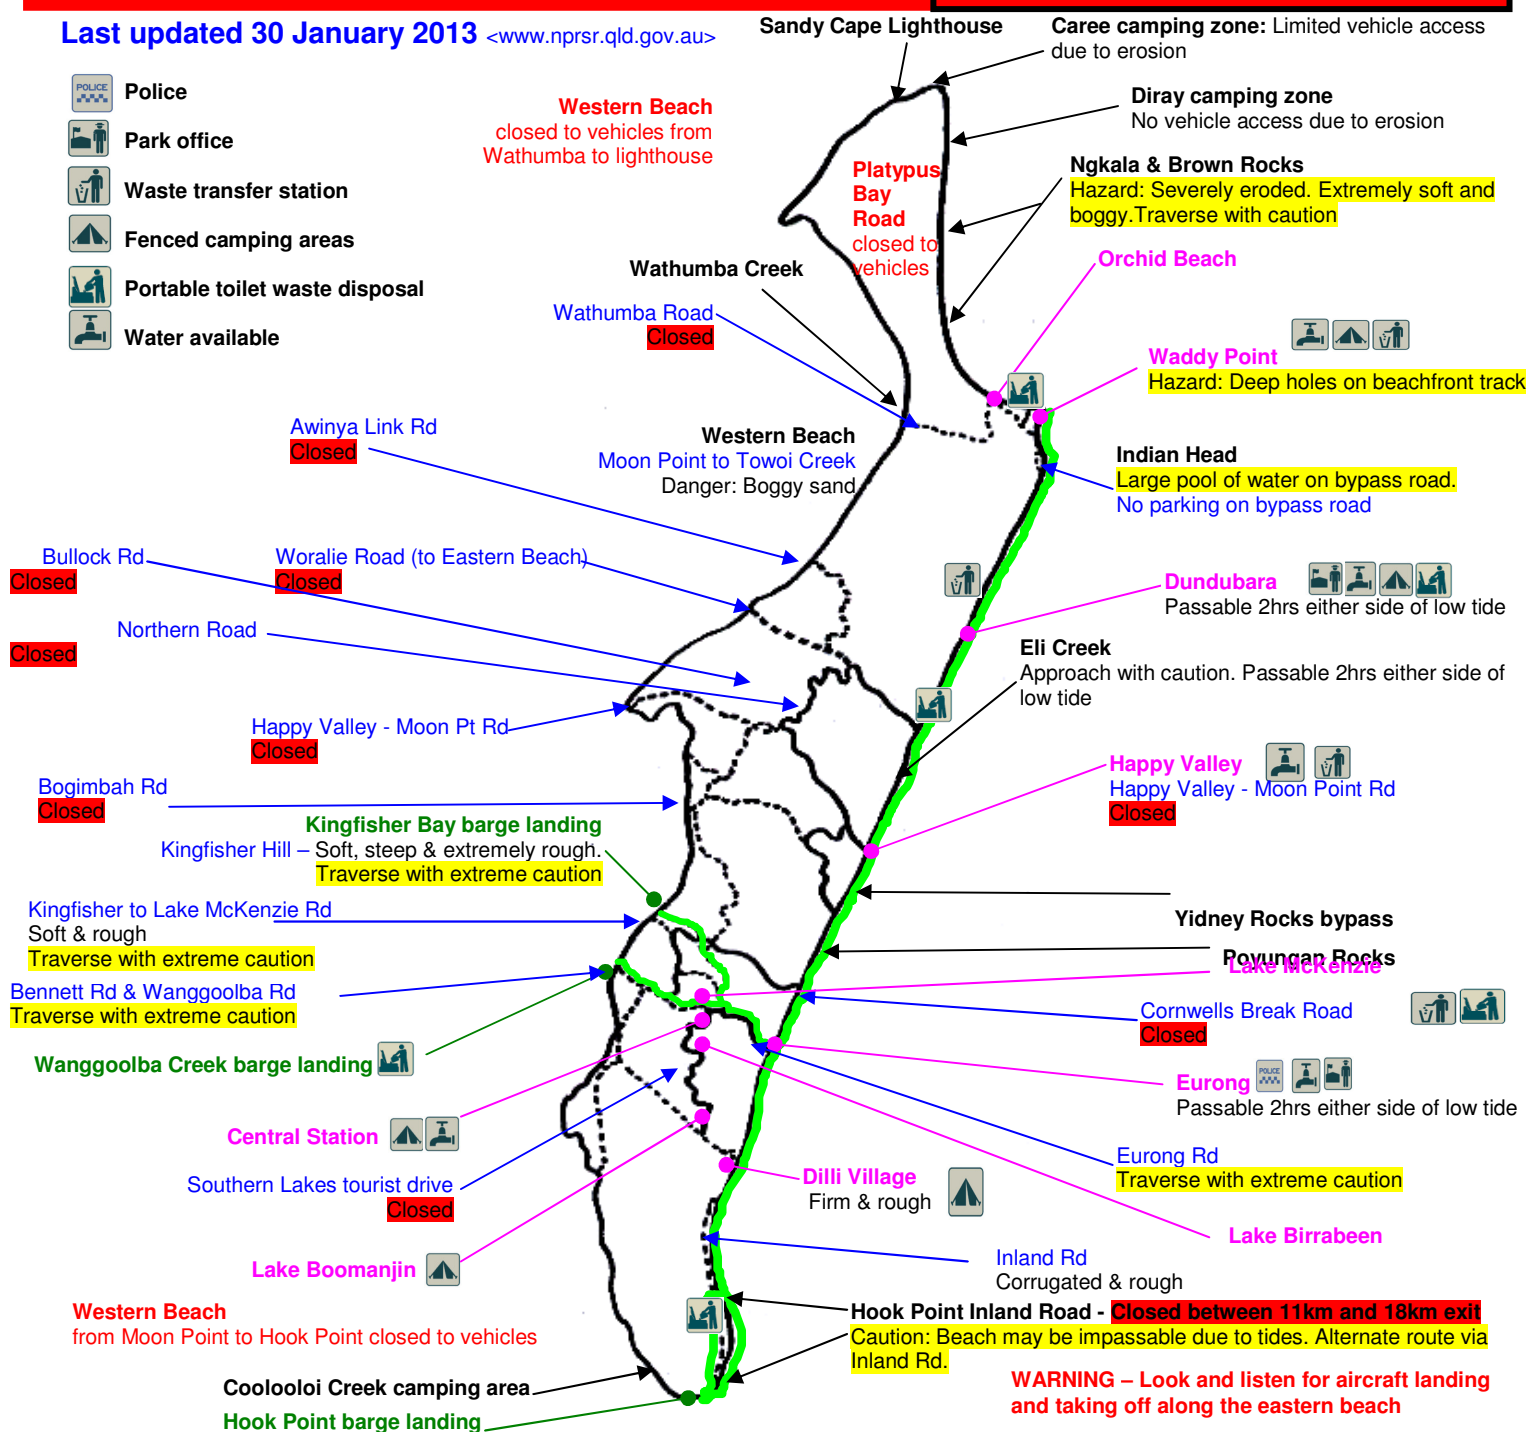 Last updated 30 January 2013 <www.nprsr.qld.gov.au>
POLICE
Police
Park office
Waste transfer station
Fenced camping areas
Portable toilet waste disposal
Water available
Sandy Cape Lighthouse
Caree camping zone: Limited vehicle access
due to erosion
Western Beach
closed to vehicles from
Wathumba to lighthouse
Diray camping zone
No vehicle access due to erosion
Platypus
Bay
Road
closed to
vehicles
Ngkala & Brown Rocks
Hazard: Severely eroded. Extremely soft and
boggy.Traverse with caution
Orchid Beach
Wathumba Creek
Wathumba Road
Closed
Waddy Point
Hazard: Deep holes on beachfront track
Awinya Link Rd
Closed
Western Beach
Moon Point to Towoi Creek
Danger: Boggy sand
Indian Head
Large pool of water on bypass road.
No parking on bypass road
Bullock Rd
Closed
Woralie Road (to Eastern Beach)
Closed
Dundubara
Passable 2hrs either side of low tide
Northern Road
Closed
Eli Creek
Approach with caution. Passable 2hrs either side of
low tide
Happy Valley - Moon Pt Rd
Closed
Happy Valley
Happy Valley - Moon Point Rd
Closed
Bogimbah Rd
Closed
Kingfisher Bay barge landing
Kingfisher Hill – Soft, steep & extremely rough.
Traverse with extreme caution
Kingfisher to Lake McKenzie Rd
Soft & rough
Traverse with extreme caution
Yidney Rocks bypass
Poyungan Rocks
Lake McKenzie
Bennett Rd & Wanggoolba Rd
Traverse with extreme caution
Cornwells Break Road
Closed
Wanggoolba Creek barge landing
Eurong
POLICE
Passable 2hrs either side of low tide
Central Station
Eurong Rd
Traverse with extreme caution
Southern Lakes tourist drive
Closed
Dilli Village
Firm & rough
Lake Birrabeen
Lake Boomanjin
Inland Rd
Corrugated & rough
Western Beach
from Moon Point to Hook Point closed to vehicles
Hook Point Inland Road - Closed between 11km and 18km exit
Caution: Beach may be impassable due to tides. Alternate route via
Inland Rd.
WARNING – Look and listen for aircraft landing
and taking off along the eastern beach
Coolooloi Creek camping area
Hook Point barge landing